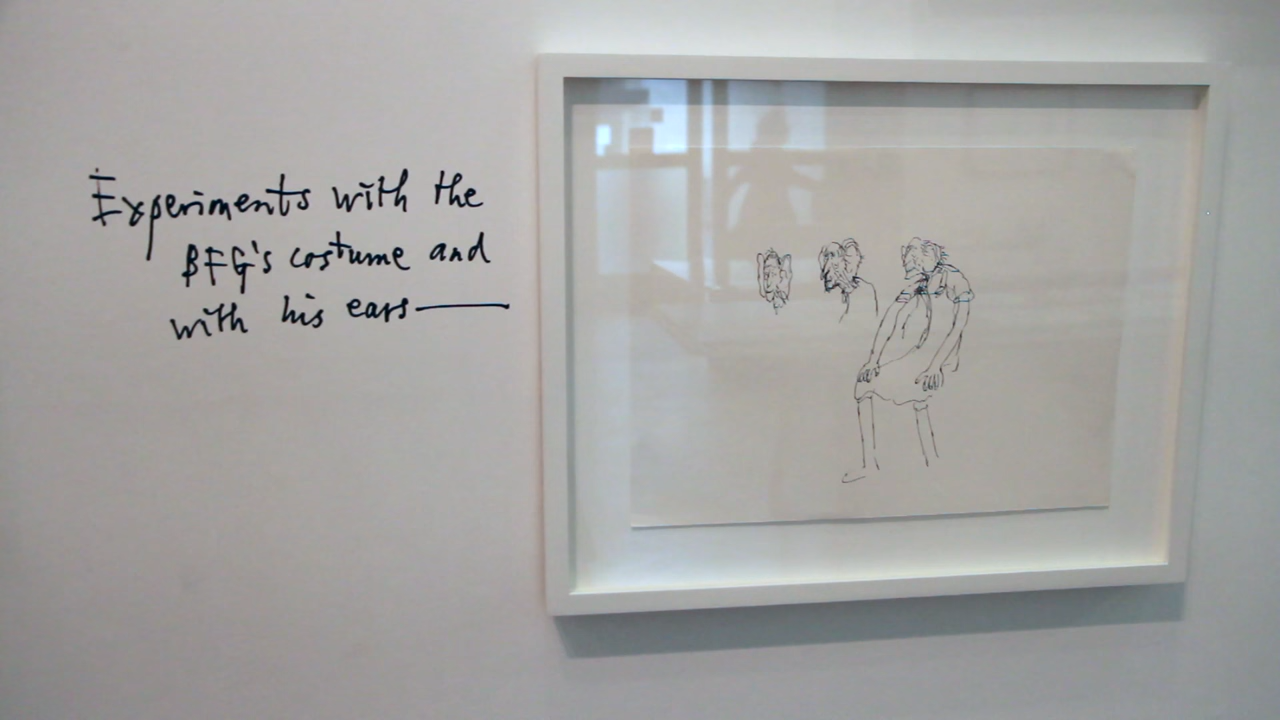 Experiments with the
BFG's costume and
with his ears—